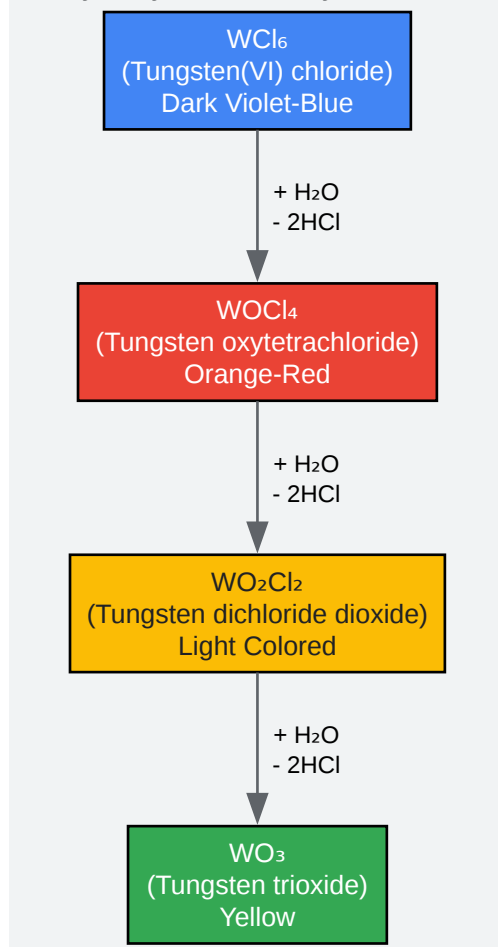 WCl₆
(Tungsten(VI) chloride)
Dark Violet-Blue
+ H₂O
- 2HCl
WOCl₄
(Tungsten oxytetrachloride)
Orange-Red
+ H₂O
- 2HCl
WO₂Cl₂
(Tungsten dichloride dioxide)
Light Colored
+ H₂O
- 2HCl
WO₃
(Tungsten trioxide)
Yellow